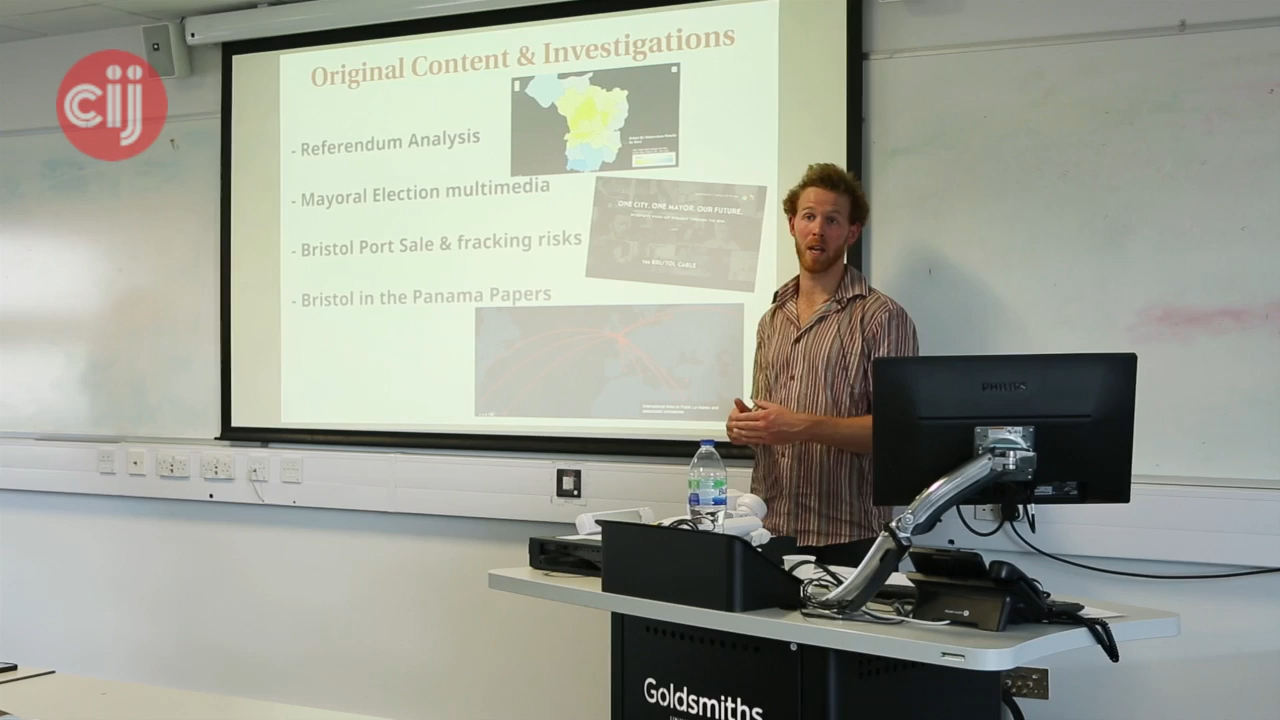 cij
Original Content & Investigations
- Referendum Analysis
- Mayoral Election multimedia
- Bristol Port Sale & fracking risks
- Bristol in the Panama Papers
ONE CITY. ONE MAYOR. OUR FUTURE.
THE BRISTOL CABLE
PHILIPS
Goldsmiths